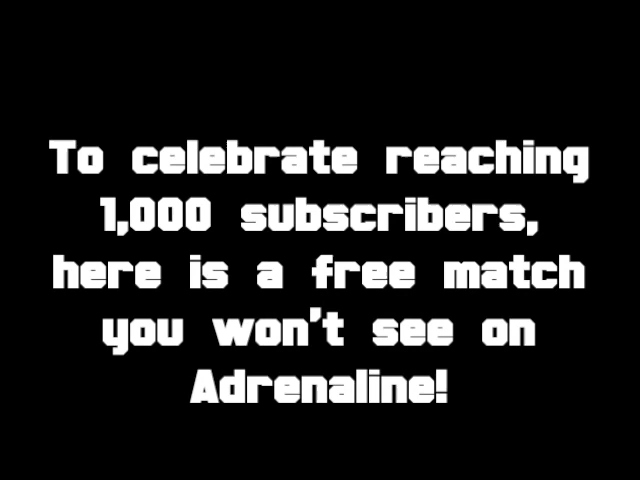 To celebrate reaching
1,000 subscribers,
here is a free match
you won't see on
Adrenaline!